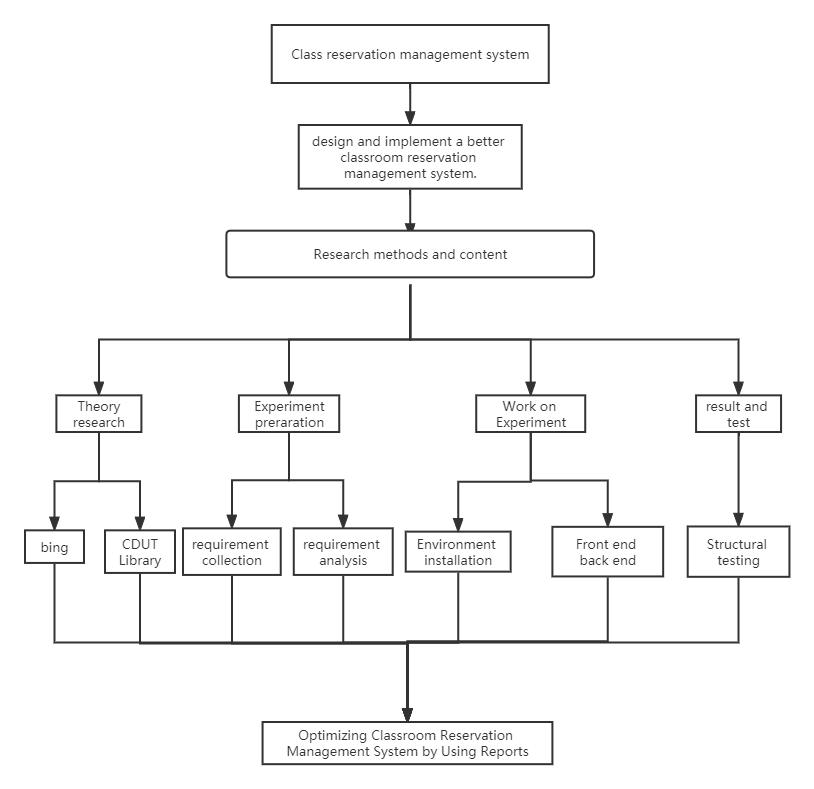 Class reservation management system
design and implement a better
classroom reservation
management system.
Research methods and content
Theory
research
Experiment
preraration
Work on
Experiment
result and
test
bing
CDUT
Library
requirement
collection
requirement
analysis
Environment
installation
Front end
back end
Structural
testing
Optimizing Classroom Reservation
Management System by Using Reports